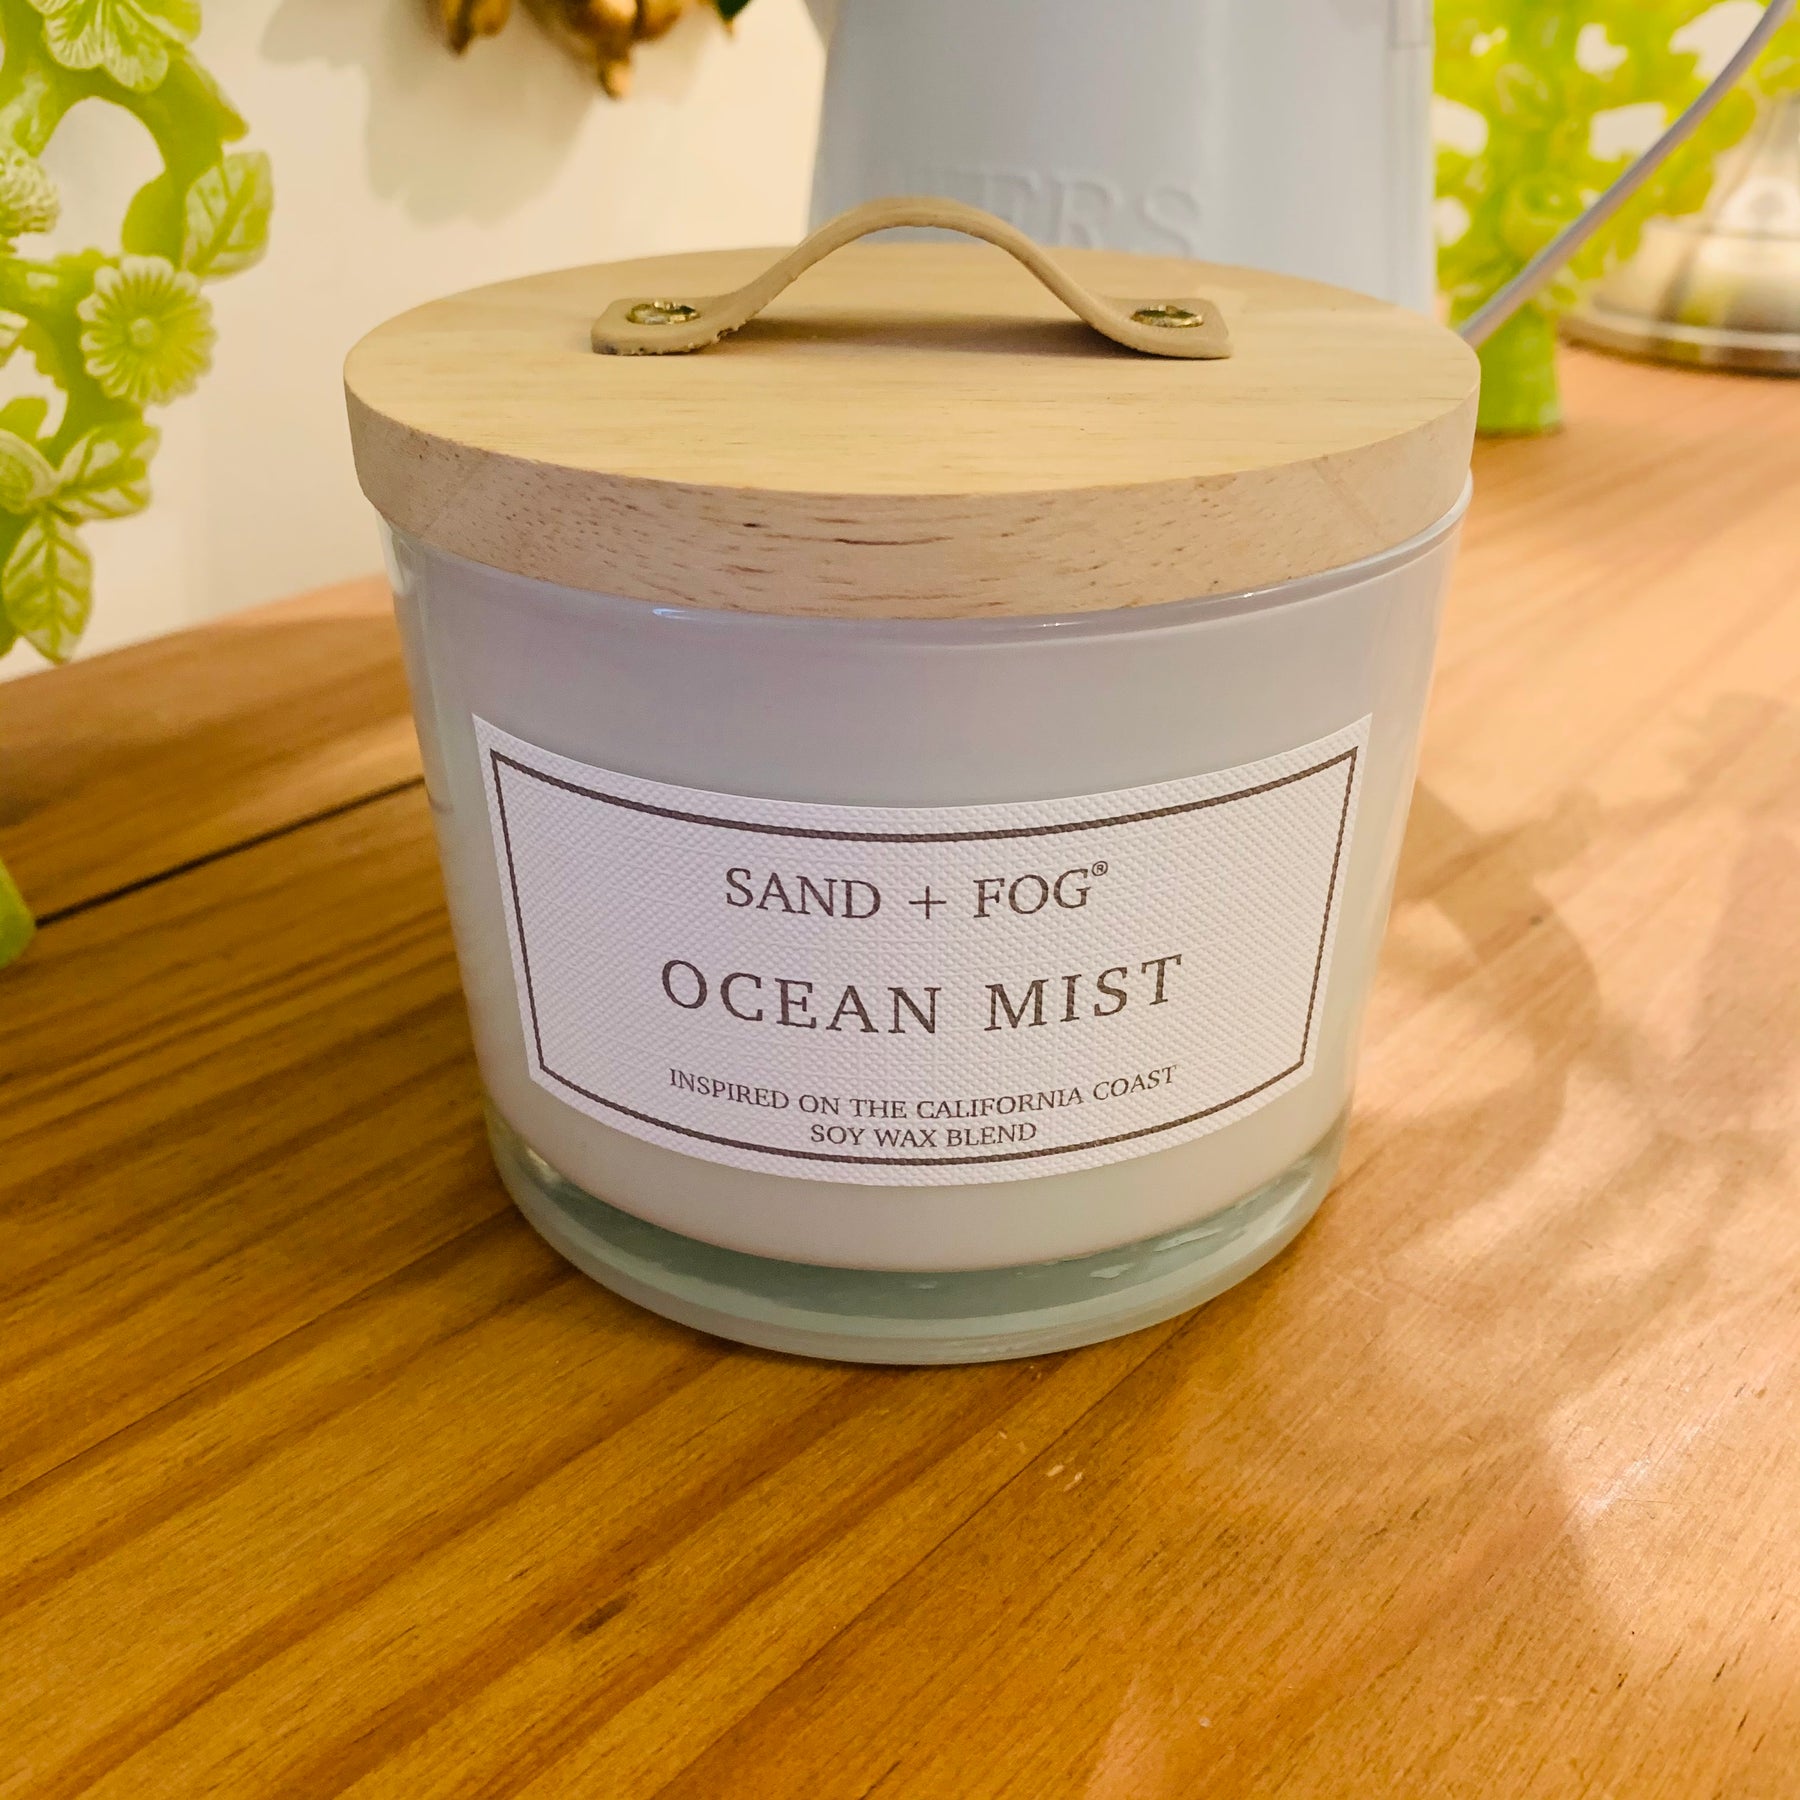 SAND + FOG®
OCEAN MIST
INSPIRED ON THE CALIFORNIA COAST
SOY WAX BLEND